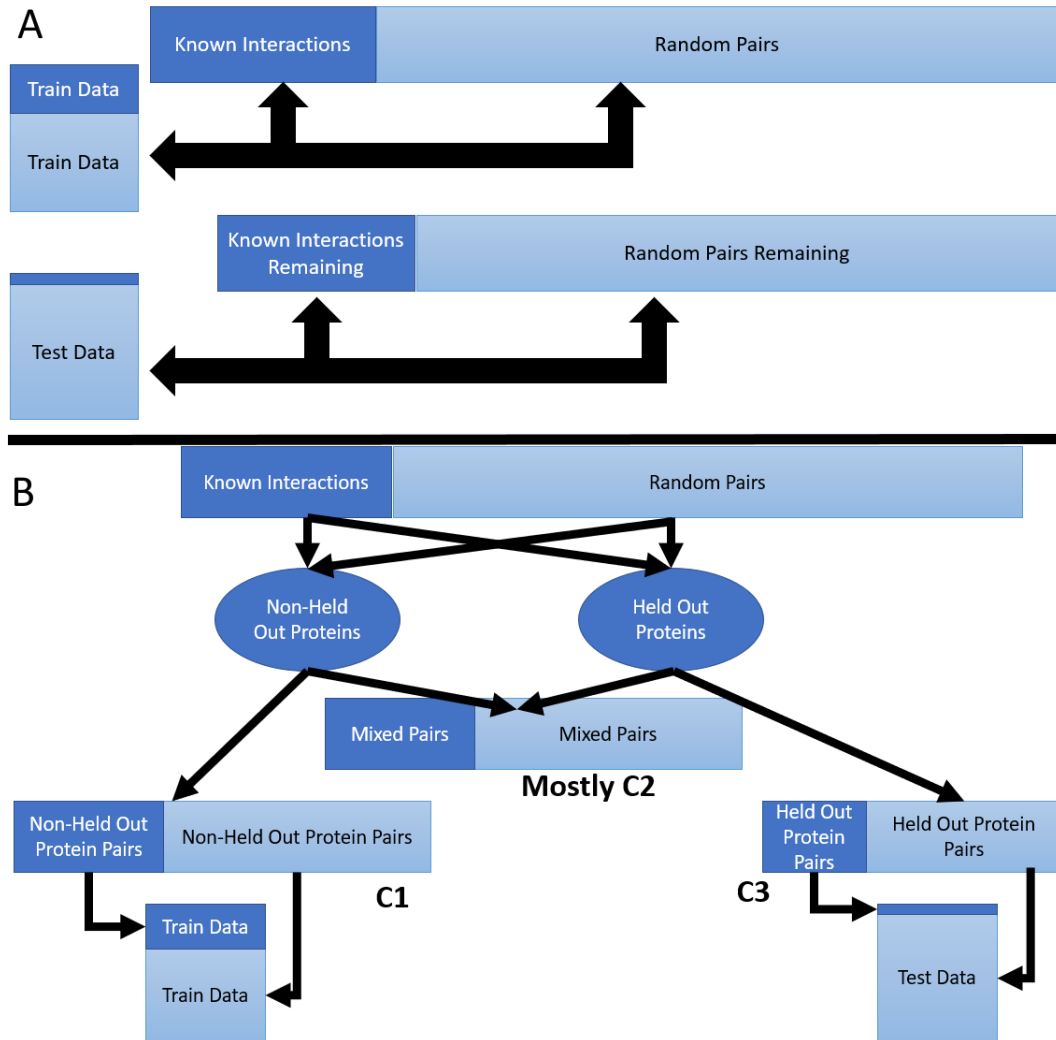 A
Known Interactions
Random Pairs
Train Data
Train Data
Known Interactions
Remaining
Random Pairs Remaining
Test Data
B
Known Interactions
Random Pairs
Non-Held
Out Proteins
Held Out
Proteins
Mixed Pairs
Mixed Pairs
Mostly C2
Non-Held Out
Protein Pairs
Non-Held Out Protein Pairs
C1
Held Out
Protein
Pairs
Held Out Protein
Pairs
C3
Train Data
Train Data
Test Data